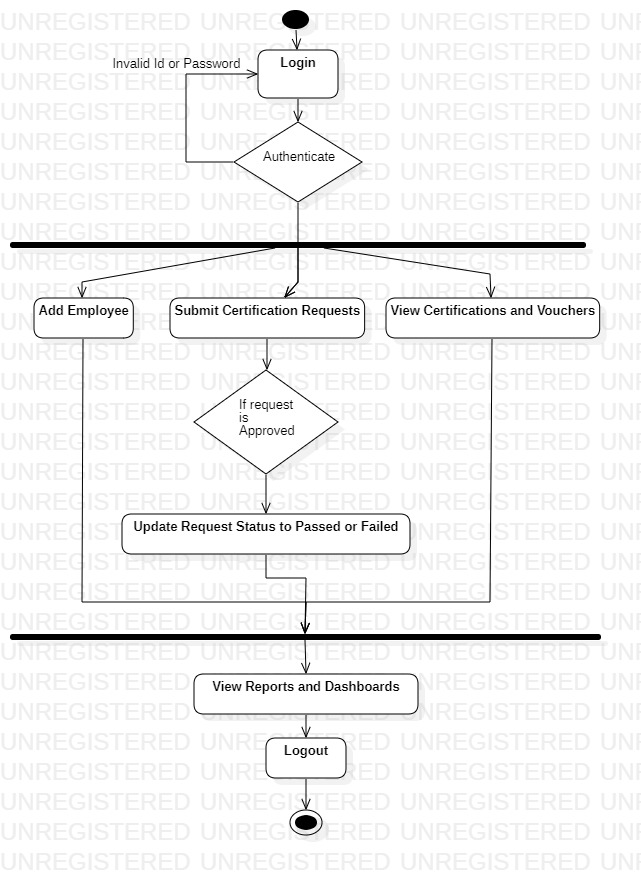 Invalid Id or Password
Login
Authenticate
Add Employee
Submit Certification Requests
View Certifications and Vouchers
If request
is
Approved
Update Request Status to Passed or Failed
View Reports and Dashboards
Logout
UNREGISTERED